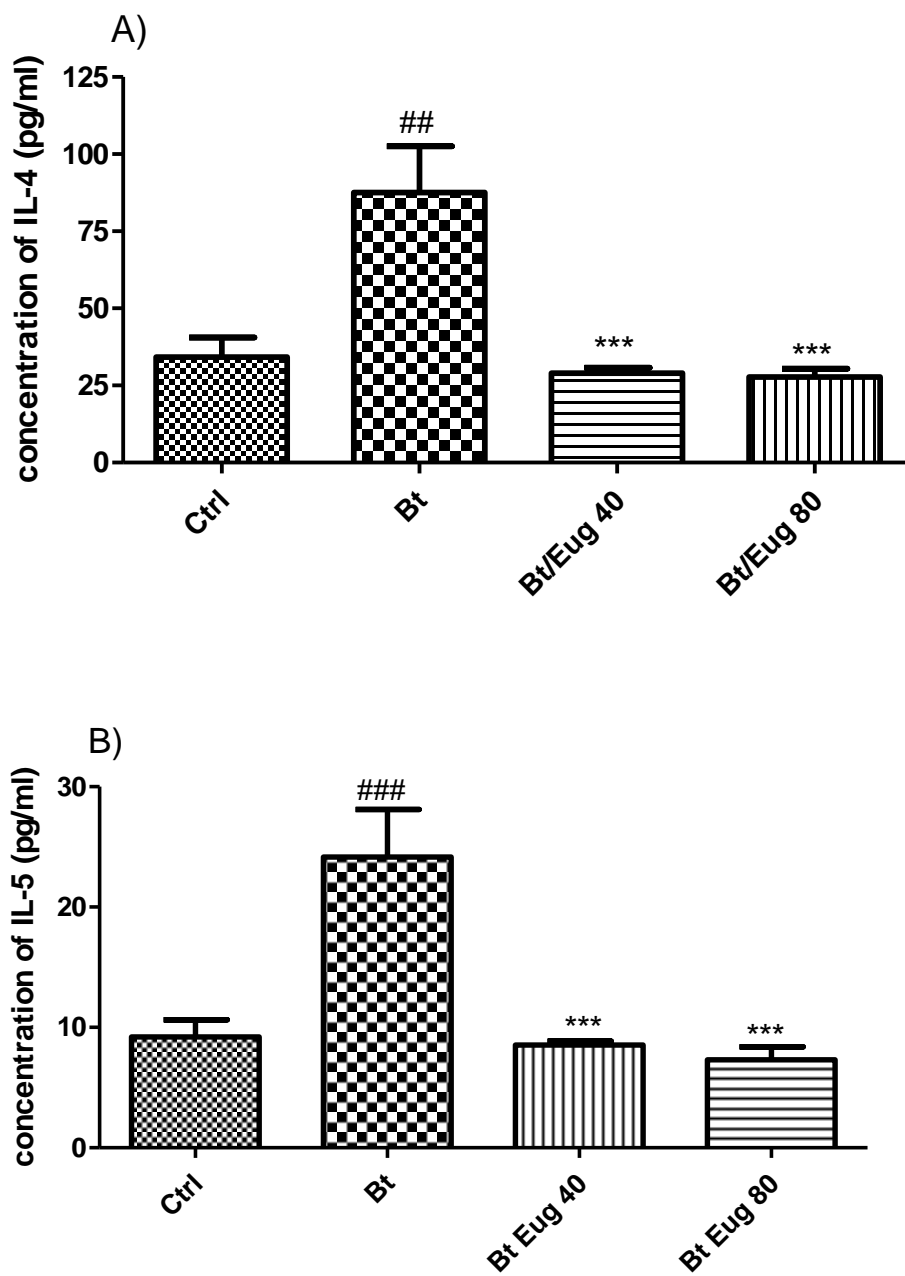 A)
concentration of IL-4 (pg/ml)
125
100
75
50
25
0
##
***
***
Ctrl
Bt
Bt/Eug 40
Bt/Eug 80
B)
concentration of IL-5 (pg/ml)
30
20
10
0
###
***
***
Ctrl
Bt
Bt Eug 40
Bt Eug 80